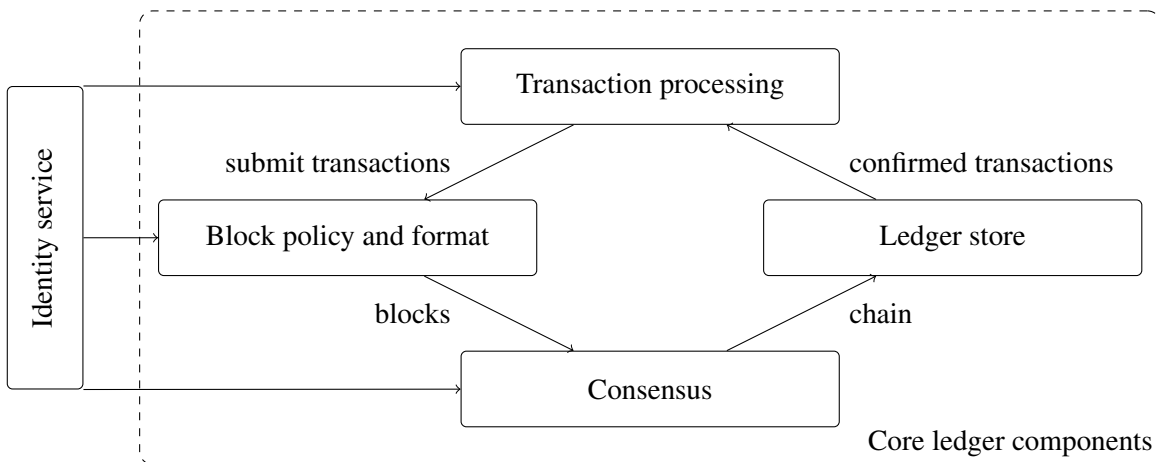 Transaction processing
submit transactions
confirmed transactions
Identity service
Block policy and format
Ledger store
blocks
chain
Consensus
Core ledger components